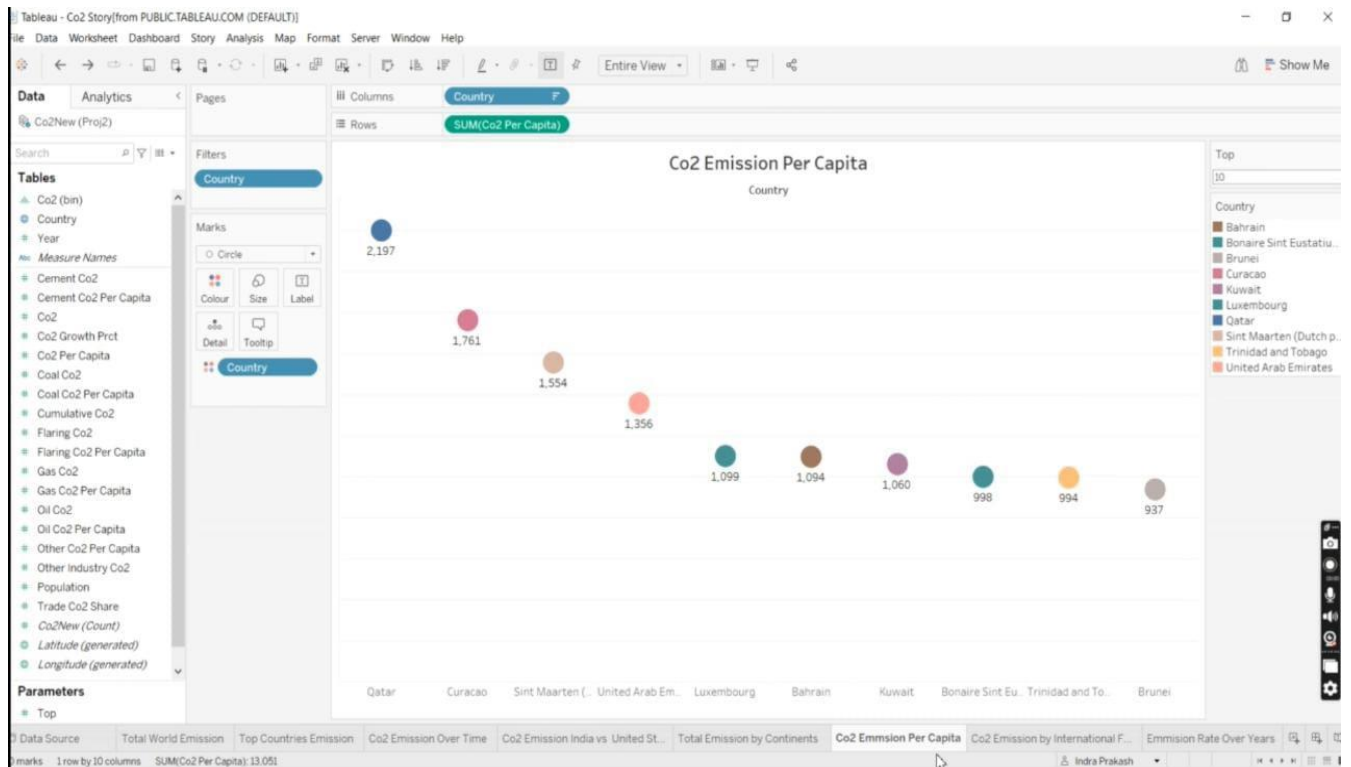 Tableau - Co2 Story[from PUBLIC.TABLEAU.COM (DEFAULT)]
File Data Worksheet Dashboard Story Analysis Map Format Server Window Help
Entire View
Show Me
Data Analytics
Co2New (Proj2)
Search
Tables
Co2 (bin)
Country
Year
Abc Measure Names
Cement Co2
Cement Co2 Per Capita
Co2
Co2 Growth Prct
Co2 Per Capita
Coal Co2
Coal Co2 Per Capita
Cumulative Co2
Flaring Co2
Flaring Co2 Per Capita
Gas Co2
Gas Co2 Per Capita
Oil Co2
Oil Co2 Per Capita
Other Co2 Per Capita
Other Industry Co2
Population
Trade Co2 Share
Co2New (Count)
Latitude (generated)
Longitude (generated)
Parameters
Top
Pages
Filters
Country
Marks
Circle
Colour Size Label
Detail Tooltip
Country
Columns Country
Rows SUM(Co2 Per Capita)
Co2 Emission Per Capita
Country
2,197
1,761
1,554
1,356
1,099
1,094
1,060
998
994
937
Qatar Curacao Sint Maarten (.. United Arab Em.. Luxembourg Bahrain Kuwait Bonaire Sint Eu.. Trinidad and To.. Brunei
Top
10
Country
Bahrain
Bonaire Sint Eustatiu..
Brunei
Curacao
Kuwait
Luxembourg
Qatar
Sint Maarten (Dutch p..
Trinidad and Tobago
United Arab Emirates
Data Source Total World Emission Top Countries Emission Co2 Emission Over Time Co2 Emission India vs United St... Total Emission by Continents Co2 Emmsion Per Capita Co2 Emission by International F... Emmision Rate Over Years
marks 1 row by 10 columns SUM(Co2 Per Capita): 13,051 Indra Prakash